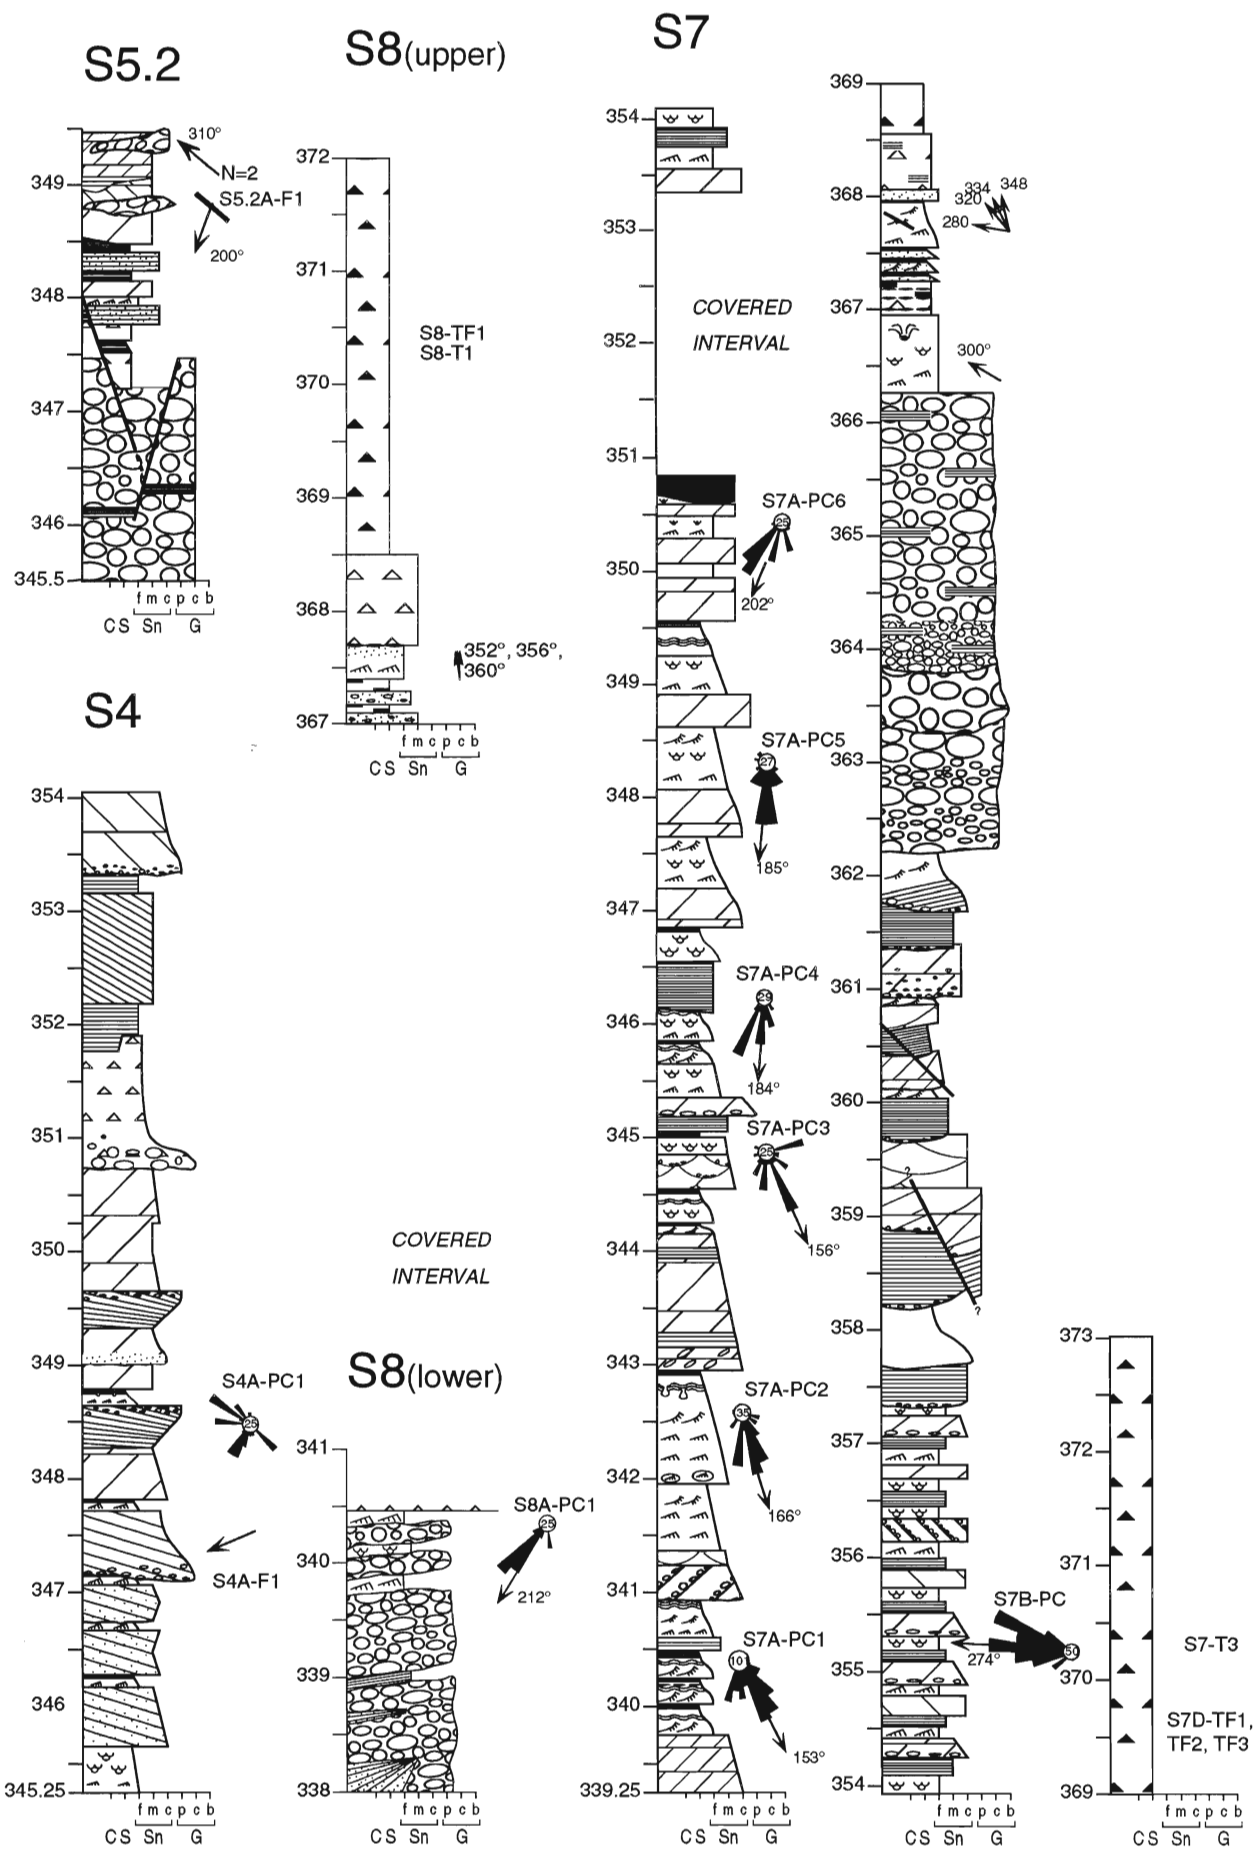 S5.2
349
348
347
346
345.5
310°
N=2
S5.2A-F1
200°
f m c p c b
C S Sn G
S8(upper)
372
371
370
369
368
367
S8-TF1
S8-T1
352°, 356°,
360°
f m c p c b
C S Sn G
S4
354
353
352
351
350
349
348
347
346
345.25
S4A-PC1
25
S4A-F1
f m c p c b
C S Sn G
COVERED
INTERVAL
S8(lower)
341
340
339
338
S8A-PC1
25
212°
f m c p c b
C S Sn G
S7
354
353
352
351
350
349
348
347
346
345
344
343
342
341
340
339.25
COVERED
INTERVAL
S7A-PC6
25
202°
S7A-PC5
27
185°
S7A-PC4
29
184°
S7A-PC3
25
156°
S7A-PC2
35
166°
S7A-PC1
101
153°
f m c p c b
C S Sn G
369
368
367
366
365
364
363
362
361
360
359
358
357
356
355
354
334
348
320
280
300°
?
?
S7B-PC
50
274°
f m c p c b
C S Sn G
373
372
371
370
369
S7-T3
S7D-TF1,
TF2, TF3
f m c p c b
C S Sn G